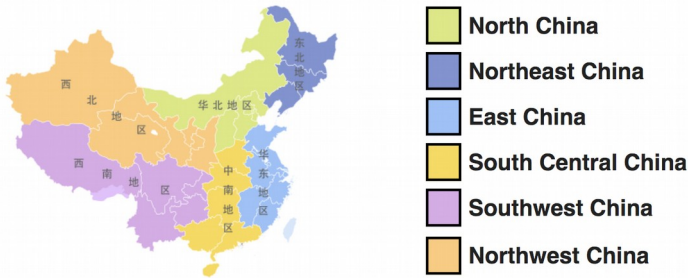 东北地区
华北地区
西北地区
华东地区
中南地区
西南地区
North China
Northeast China
East China
South Central China
Southwest China
Northwest China